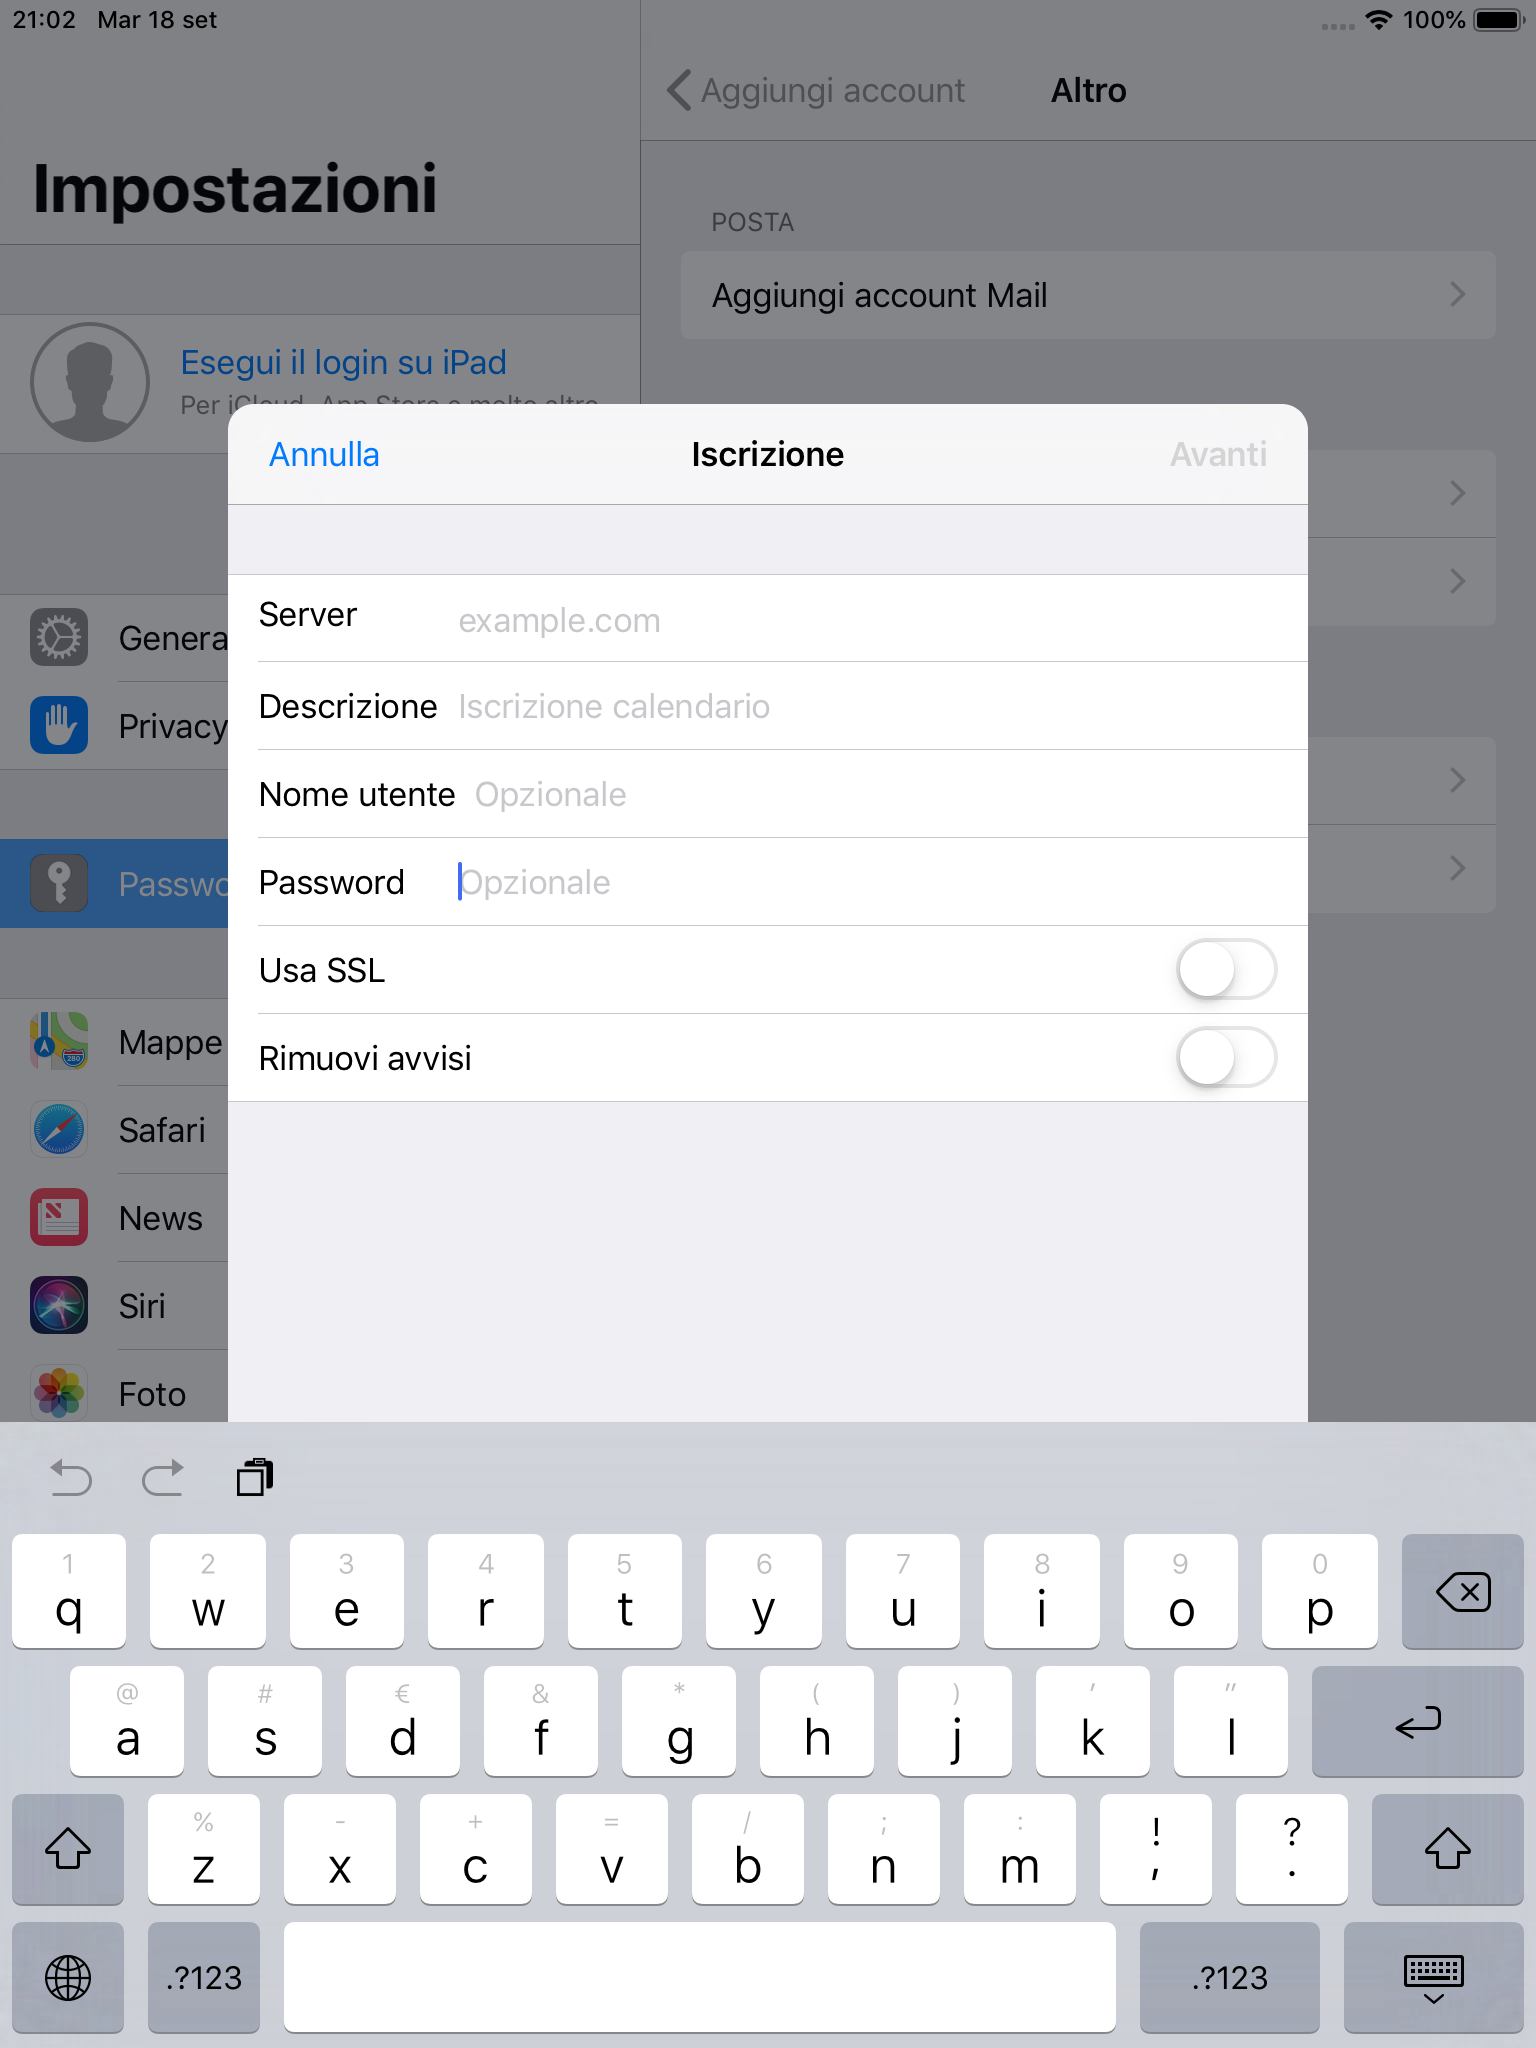 21:02 Mar 18 set
100%
Aggiungi account
Altro
Impostazioni
POSTA
Aggiungi account Mail
Esegui il login su iPad
Per iCloud, App Store e molto altro
Annulla
Iscrizione
Avanti
Server example.com
Descrizione Iscrizione calendario
Nome utente Opzionale
Password Opzionale
Usa SSL
Rimuovi avvisi
Genera
Privacy
Passwo
Mappe
Safari
News
Siri
Foto
1 2 3 4 5 6 7 8 9 0
q w e r t y u i o p
@ # € & * ( ) ' "
a s d f g h j k l
% - + = / ; : ! ?
z x c v b n m , .
.?123 .?123